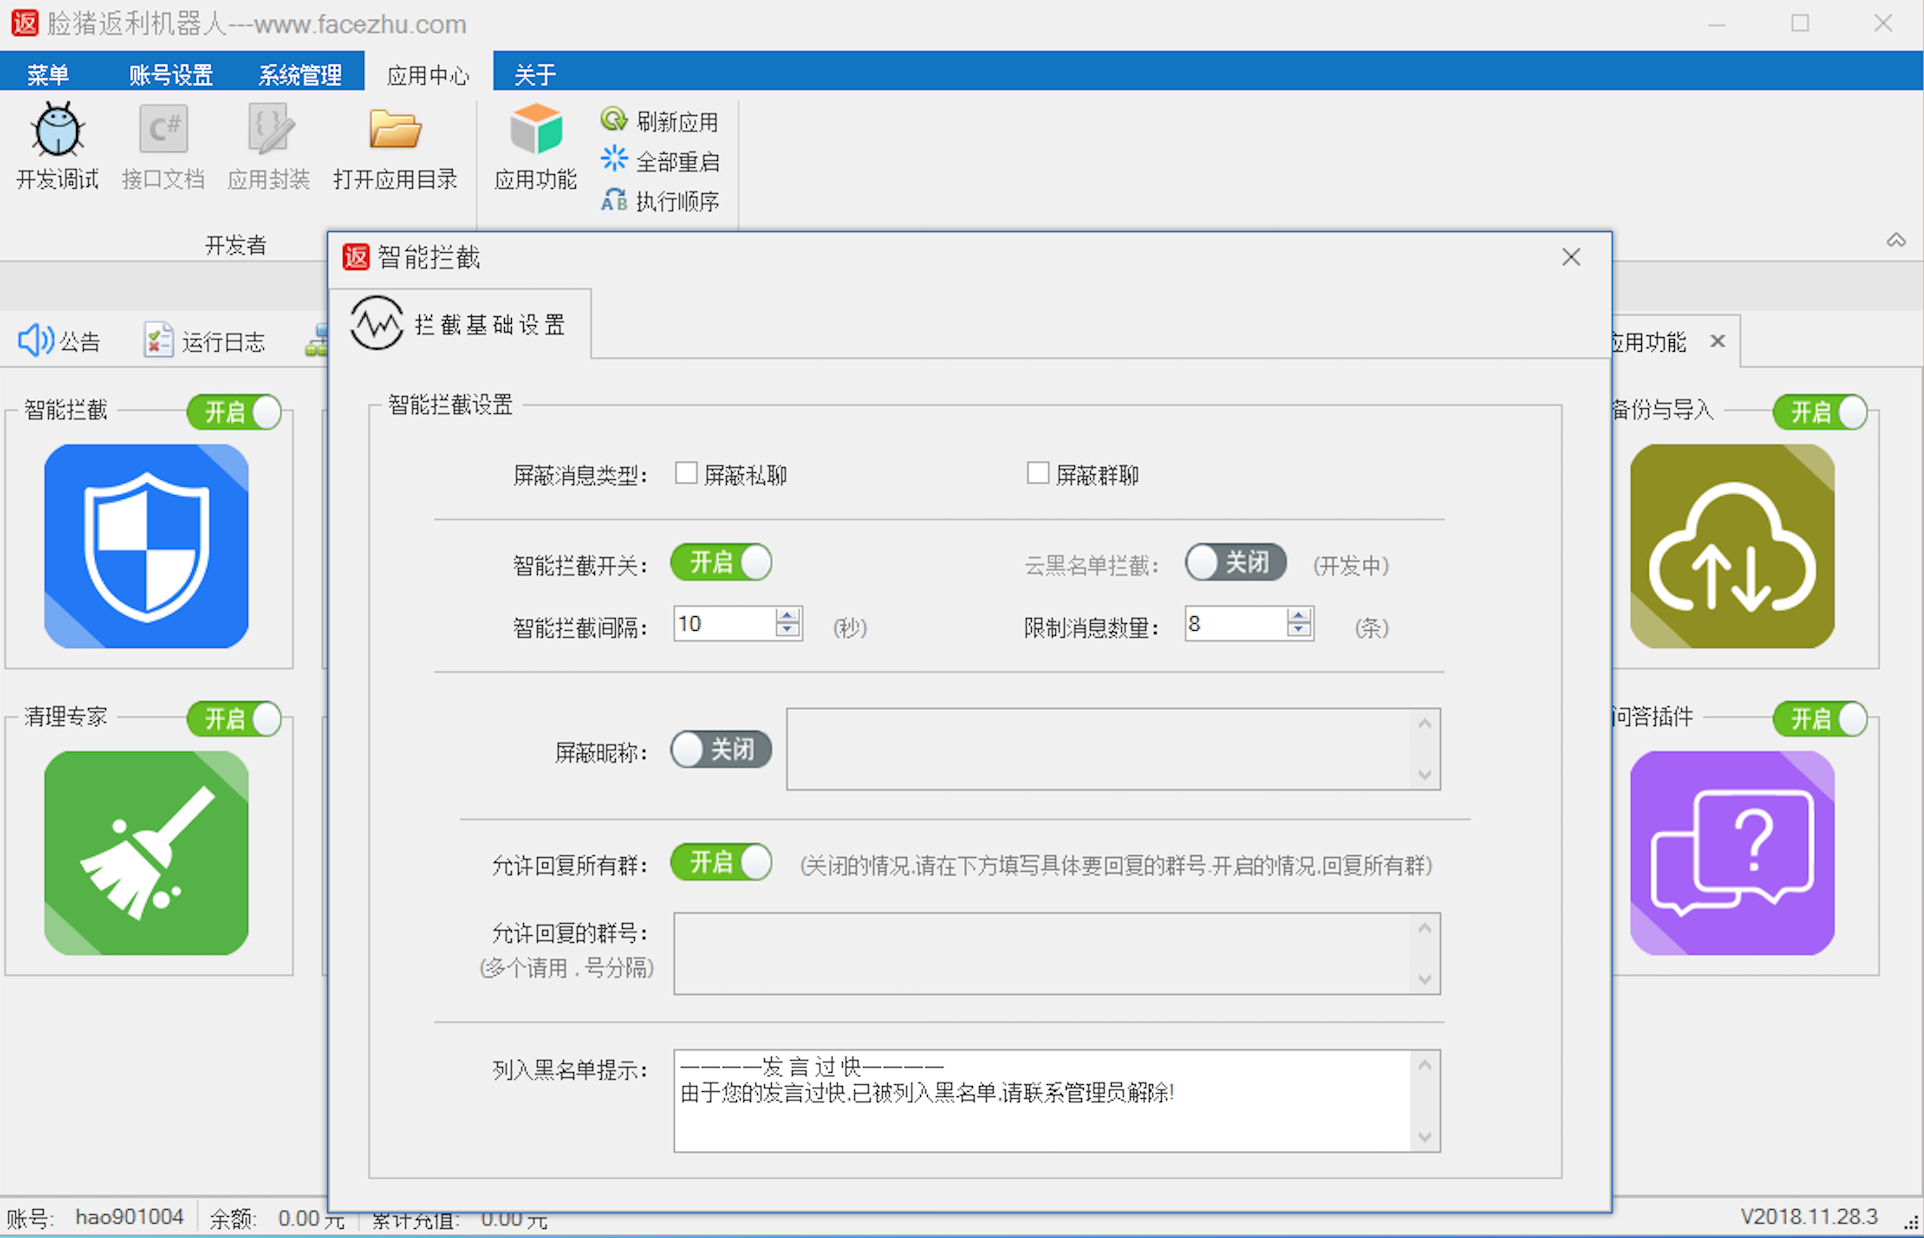 返 脸猪返利机器人---www.facezhu.com
菜单 账号设置 系统管理 应用中心 关于
C#
开发调试 接口文档 应用封装 打开应用目录 应用功能
刷新应用
全部重启
AB 执行顺序
开发者
返 智能拦截
拦截基础设置
公告 运行日志
应用功能
智能拦截 开启
清理专家 开启
智能拦截设置
屏蔽消息类型: 屏蔽私聊 屏蔽群聊
智能拦截开关: 开启 云黑名单拦截: 关闭 (开发中)
智能拦截间隔: 10 (秒) 限制消息数量: 8 (条)
屏蔽昵称: 关闭
允许回复所有群: 开启 (关闭的情况,请在下方填写具体要回复的群号.开启的情况,回复所有群)
允许回复的群号:
(多个请用 , 号分隔)
列入黑名单提示: 一一一一发 言 过 快一一一一
由于您的发言过快,已被列入黑名单,请联系管理员解除!
备份与导入 开启
问答插件 开启
?
账号: hao901004 余额: 0.00 元 累计充值: 0.00 元 V2018.11.28.3